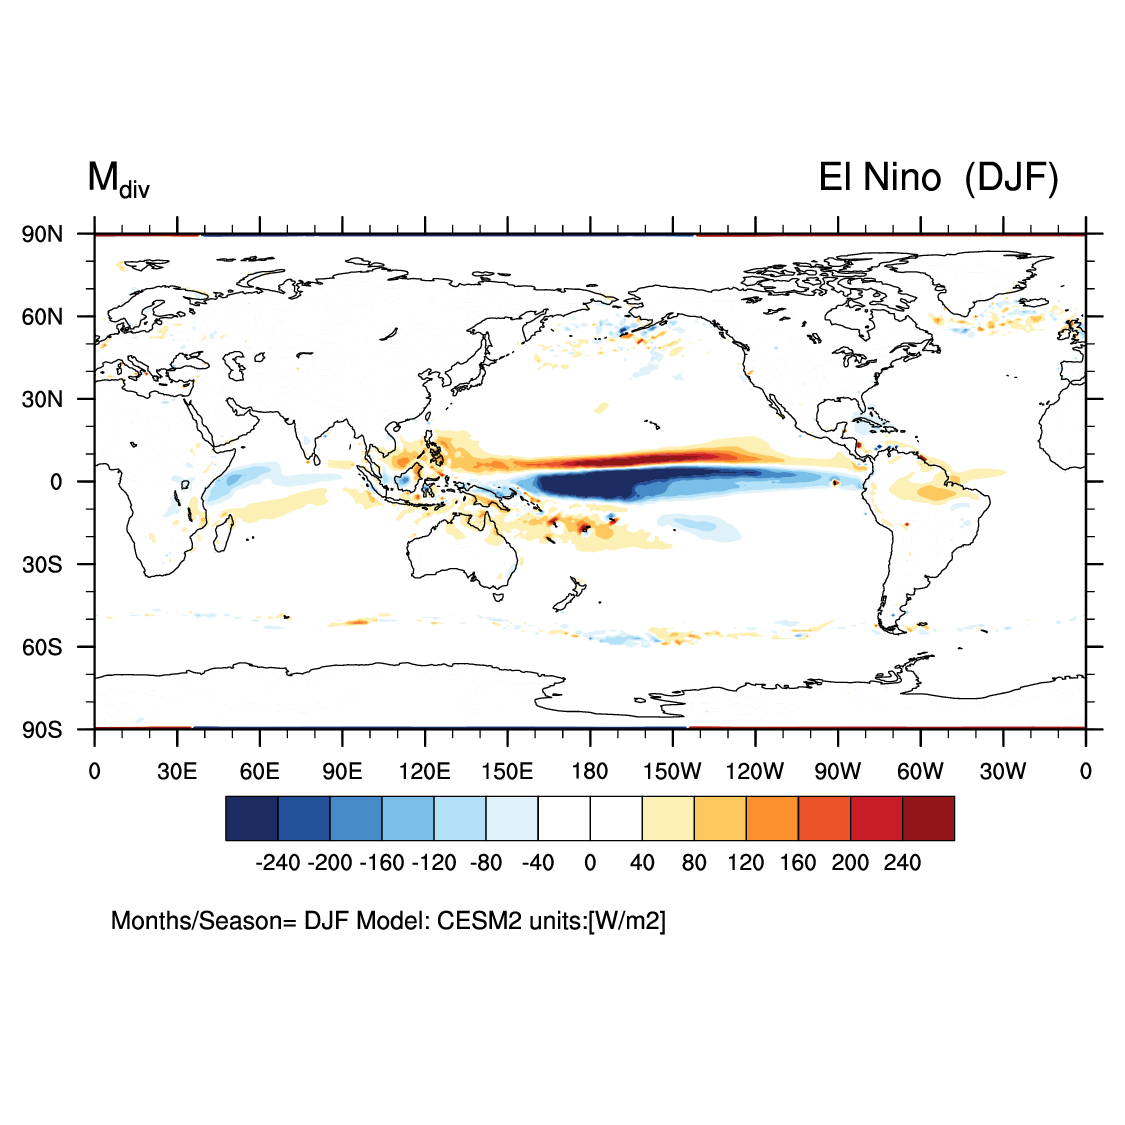 Mdiv El Nino (DJF)
90N
60N
30N
0
30S
60S
90S
0 30E 60E 90E 120E 150E 180 150W 120W 90W 60W 30W 0
-240 -200 -160 -120 -80 -40 0 40 80 120 160 200 240
Months/Season= DJF Model: CESM2 units:[W/m2]